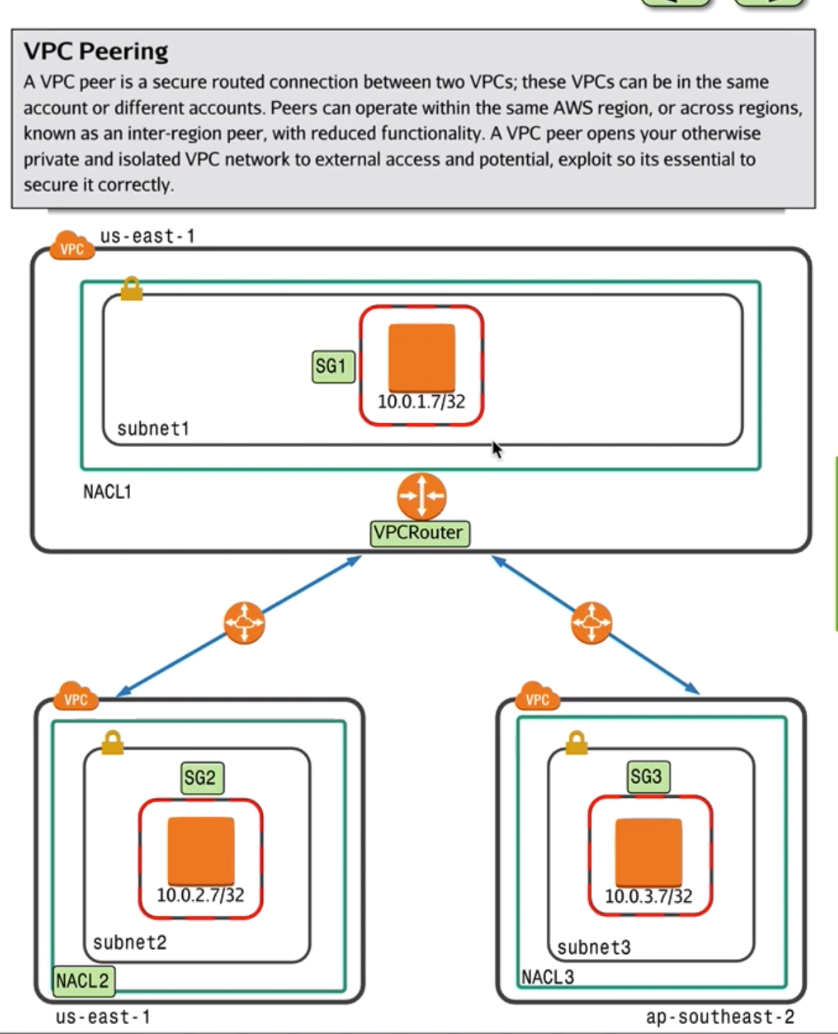 VPC Peering
A VPC peer is a secure routed connection between two VPCs; these VPCs can be in the same
account or different accounts. Peers can operate within the same AWS region, or across regions,
known as an inter-region peer, with reduced functionality. A VPC peer opens your otherwise
private and isolated VPC network to external access and potential, exploit so its essential to
secure it correctly.
VPC
us-east-1
SG1
10.0.1.7/32
subnet1
NACL1
VPCRouter
VPC
SG2
10.0.2.7/32
subnet2
NACL2
us-east-1
VPC
SG3
10.0.3.7/32
subnet3
NACL3
ap-southeast-2